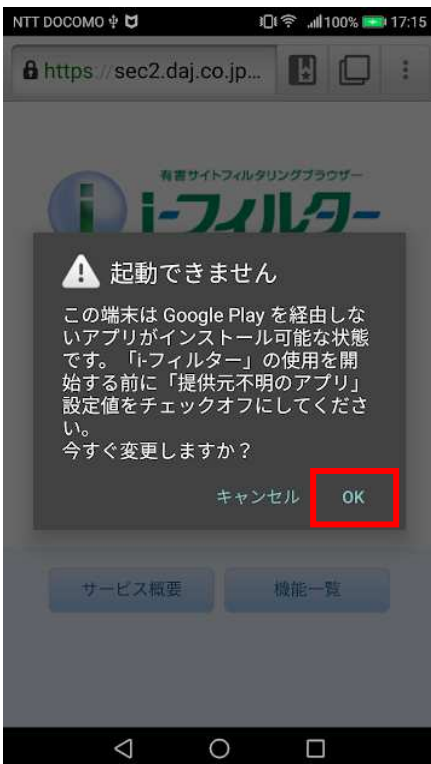 NTT DOCOMO 100% 17:15
https://sec2.daj.co.jp...
有害サイトフィルタリングブラウザー
i-フィルター
起動できません
この端末は Google Play を経由しな
いアプリがインストール可能な状態
です。「i-フィルター」の使用を開
始する前に「提供元不明のアプリ」
設定値をチェックオフにしてくださ
い。
今すぐ変更しますか？
キャンセル OK
サービス概要 機能一覧